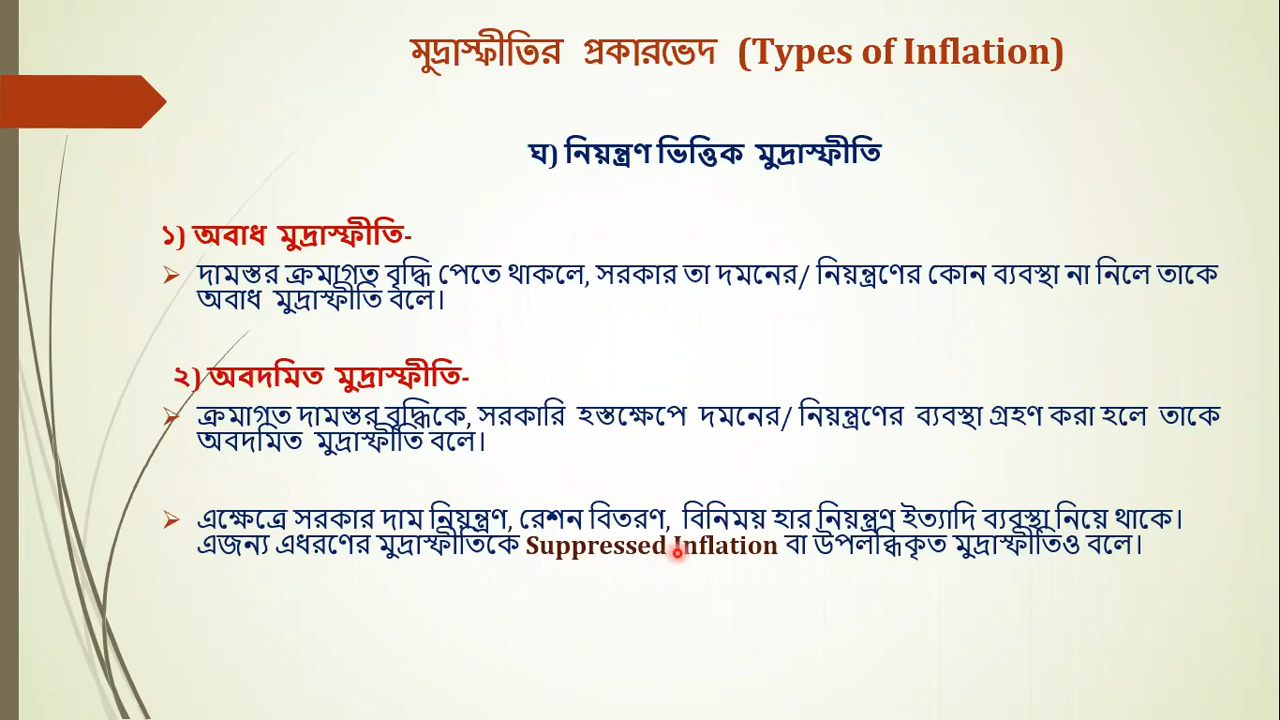 মুদ্রাস্ফীতির প্রকারভেদ (Types of Inflation)
ঘ) নিয়ন্ত্রণ ভিত্তিক মুদ্রাস্ফীতি
১) অবাধ মুদ্রাস্ফীতি-
দামস্তর ক্রমাগত বৃদ্ধি পেতে থাকলে, সরকার তা দমনের/ নিয়ন্ত্রণের কোন ব্যবস্থা না নিলে তাকে
অবাধ মুদ্রাস্ফীতি বলে।
২) অবদমিত মুদ্রাস্ফীতি-
ক্রমাগত দামস্তর বৃদ্ধিকে, সরকারি হস্তক্ষেপে দমনের/ নিয়ন্ত্রণের ব্যবস্থা গ্রহণ করা হলে তাকে
অবদমিত মুদ্রাস্ফীতি বলে।
এক্ষেত্রে সরকার দাম নিয়ন্ত্রণ, রেশন বিতরণ, বিনিময় হার নিয়ন্ত্রণ ইত্যাদি ব্যবস্থা নিয়ে থাকে।
এজন্য এধরণের মুদ্রাস্ফীতিকে Suppressed Inflation বা উপলব্ধিকৃত মুদ্রাস্ফীতিও বলে।